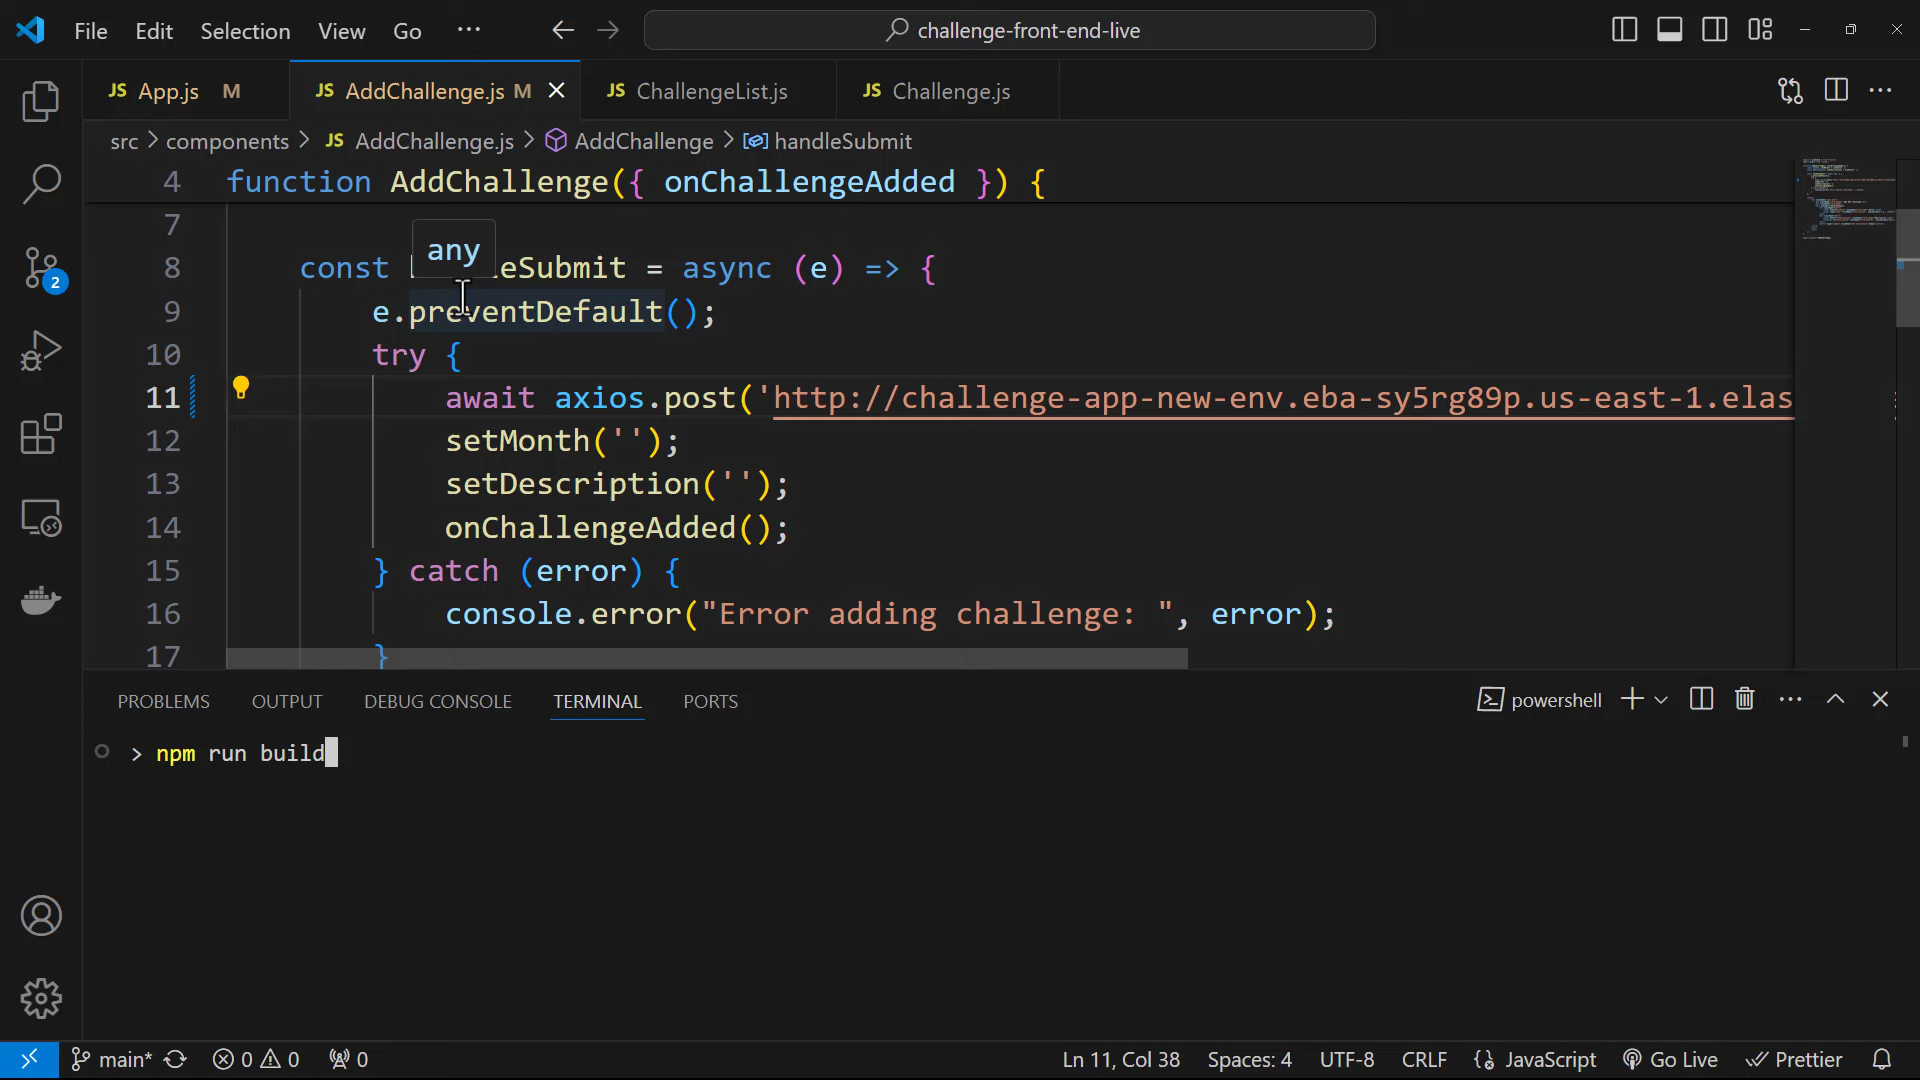 File Edit Selection View Go ··· challenge-front-end-live
JS App.js M JS AddChallenge.js M JS ChallengeList.js JS Challenge.js
src > components > JS AddChallenge.js > AddChallenge > handleSubmit
4 function AddChallenge({ onChallengeAdded }) {
7
any
8 const eSubmit = async (e) => {
9 e.preventDefault();
10 try {
11 await axios.post('http://challenge-app-new-env.eba-sy5rg89p.us-east-1.elas
12 setMonth('');
13 setDescription('');
14 onChallengeAdded();
15 } catch (error) {
16 console.error("Error adding challenge: ", error);
17 }
2
PROBLEMS OUTPUT DEBUG CONSOLE TERMINAL PORTS powershell
> npm run build
main* 0 0 0 Ln 11, Col 38 Spaces: 4 UTF-8 CRLF {} JavaScript Go Live Prettier